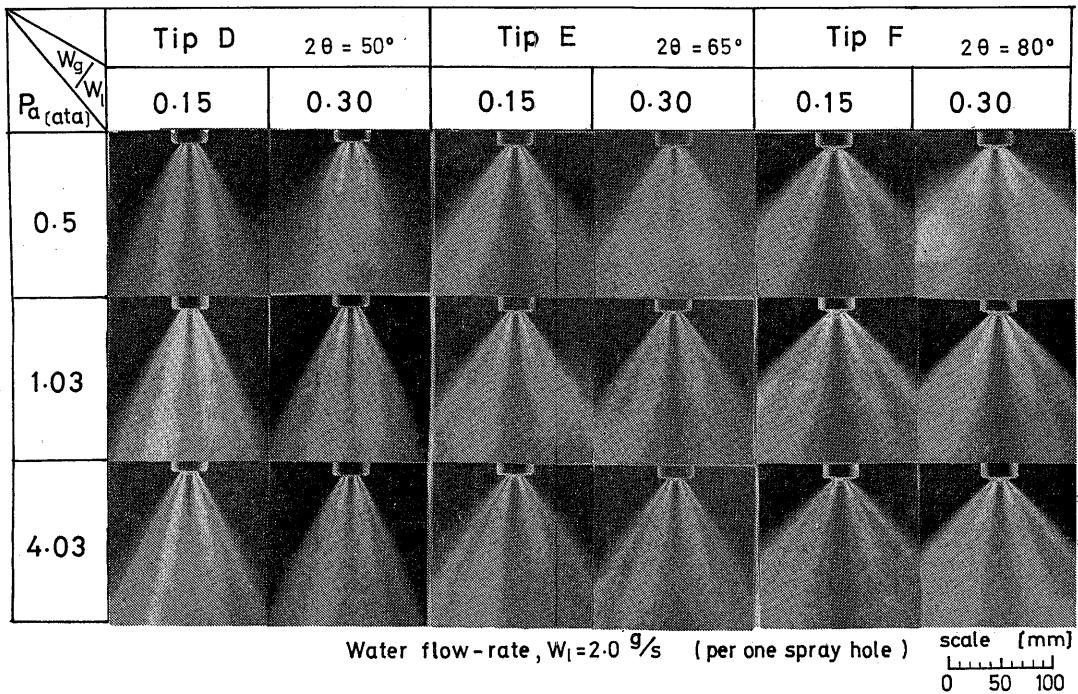 Tip D 2θ = 50° Tip E 2θ = 65° Tip F 2θ = 80°
Wg/Wl
Pa (ata) 0·15 0·30 0·15 0·30 0·15 0·30
0·5
1·03
4·03
Water flow-rate, Wl=2.0 g/s (per one spray hole)
scale [mm]
0 50 100